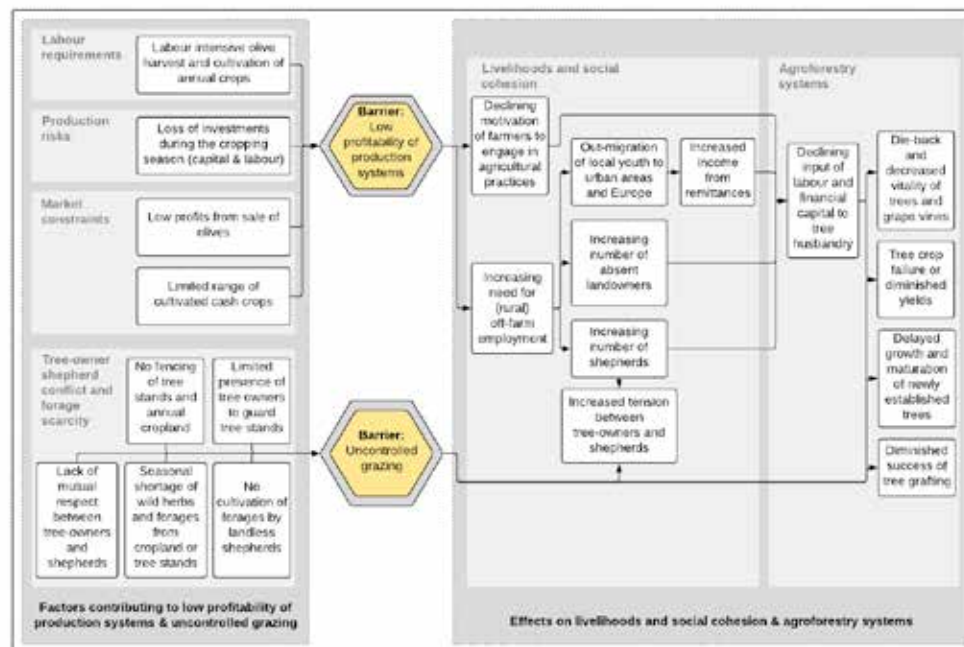 Labour
requirements
Labour intensive olive
harvest and cultivation of
annual crops
Production
risks
Loss of investments
during the cropping
season (capital & labour)
Market
constraints
Low profits from sale of
olives
Limited range of
cultivated cash crops
Tree-owner
shepherd
conflict and
forage
scarcity
No fencing
of tree
stands and
annual
cropland
Limited
presence of
tree owners
to guard
tree stands
Lack of
mutual
respect
between
tree-owners
and
shepherds
Seasonal
shortage of
wild herbs
and forages
from
cropland or
tree stands
No
cultivation of
forages by
landless
shepherds
Factors contributing to low profitability of
production systems & uncontrolled grazing
Barrier:
Low
profitability of
production
systems
Barrier:
Uncontrolled
grazing
Livelihoods and social
cohesion
Declining
motivation
of farmers to
engage in
agricultural
practices
Out-migration
of local youth to
urban areas
and Europe
Increased
income
from
remittances
Increasing
need for
(rural)
off-farm
employment
Increasing
number of
absent
landowners
Increasing
number of
shepherds
Increased tension
between
tree-owners and
shepherds
Agroforestry
systems
Declining
input of
labour and
financial
capital to
tree
husbandry
Die-back
and
decreased
vitality of
trees and
grape vines
Tree crop
failure or
diminished
yields
Delayed
growth and
maturation
of newly
established
trees
Diminished
success of
tree grafting
Effects on livelihoods and social cohesion & agroforestry systems